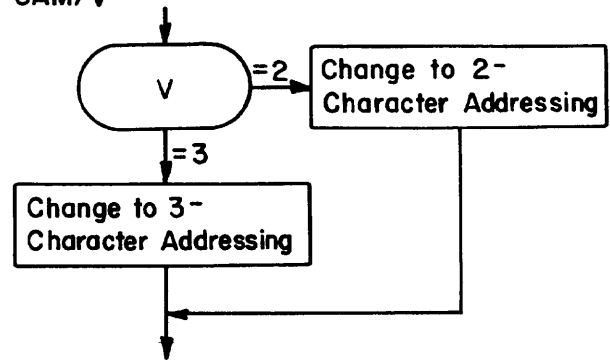 V
=2
Change to 2-
Character Addressing
=3
Change to 3-
Character Addressing